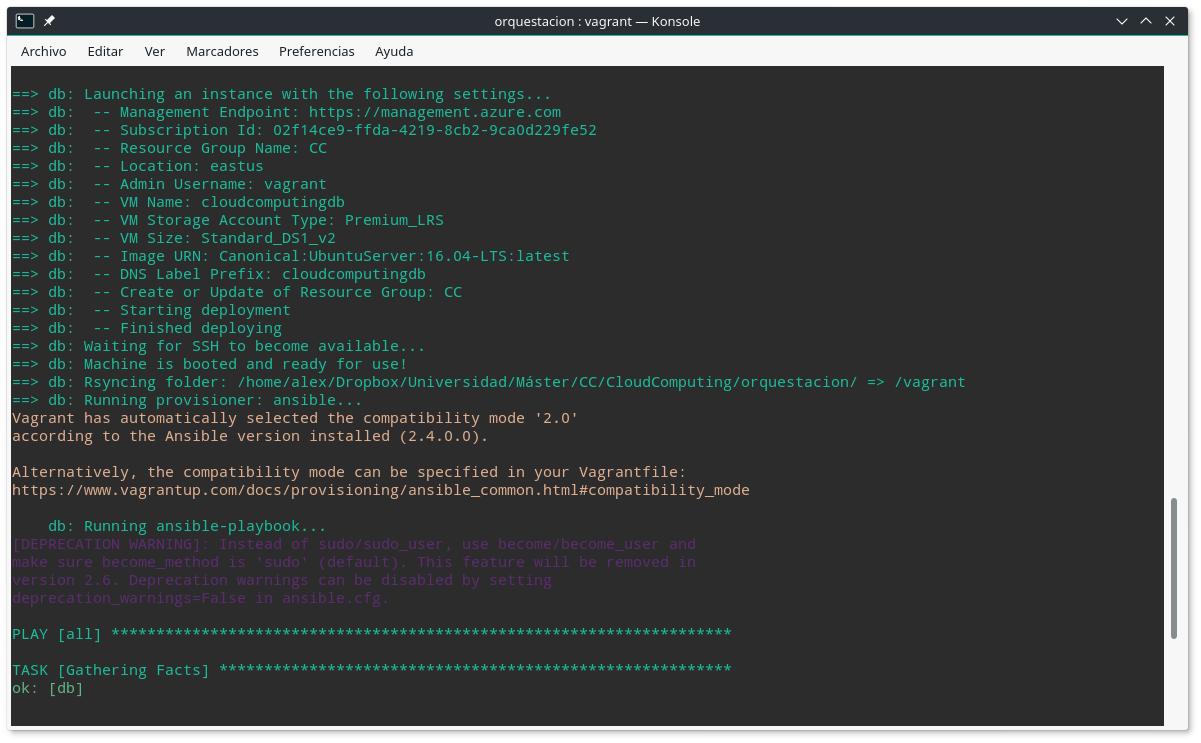 orquestacion : vagrant — Konsole
Archivo Editar Ver Marcadores Preferencias Ayuda
==> db: Launching an instance with the following settings...
==> db:  -- Management Endpoint: https://management.azure.com
==> db:  -- Subscription Id: 02f14ce9-ffda-4219-8cb2-9ca0d229fe52
==> db:  -- Resource Group Name: CC
==> db:  -- Location: eastus
==> db:  -- Admin Username: vagrant
==> db:  -- VM Name: cloudcomputingdb
==> db:  -- VM Storage Account Type: Premium_LRS
==> db:  -- VM Size: Standard_DS1_v2
==> db:  -- Image URN: Canonical:UbuntuServer:16.04-LTS:latest
==> db:  -- DNS Label Prefix: cloudcomputingdb
==> db:  -- Create or Update of Resource Group: CC
==> db:  -- Starting deployment
==> db:  -- Finished deploying
==> db: Waiting for SSH to become available...
==> db: Machine is booted and ready for use!
==> db: Rsyncing folder: /home/alex/Dropbox/Universidad/Máster/CC/CloudComputing/orquestacion/ => /vagrant
==> db: Running provisioner: ansible...
Vagrant has automatically selected the compatibility mode '2.0'
according to the Ansible version installed (2.4.0.0).
Alternatively, the compatibility mode can be specified in your Vagrantfile:
https://www.vagrantup.com/docs/provisioning/ansible_common.html#compatibility_mode
    db: Running ansible-playbook...
[DEPRECATION WARNING]: Instead of sudo/sudo_user, use become/become_user and
make sure become_method is 'sudo' (default). This feature will be removed in
version 2.6. Deprecation warnings can be disabled by setting
deprecation_warnings=False in ansible.cfg.
PLAY [all] *********************************************************************
TASK [Gathering Facts] *********************************************************
ok: [db]